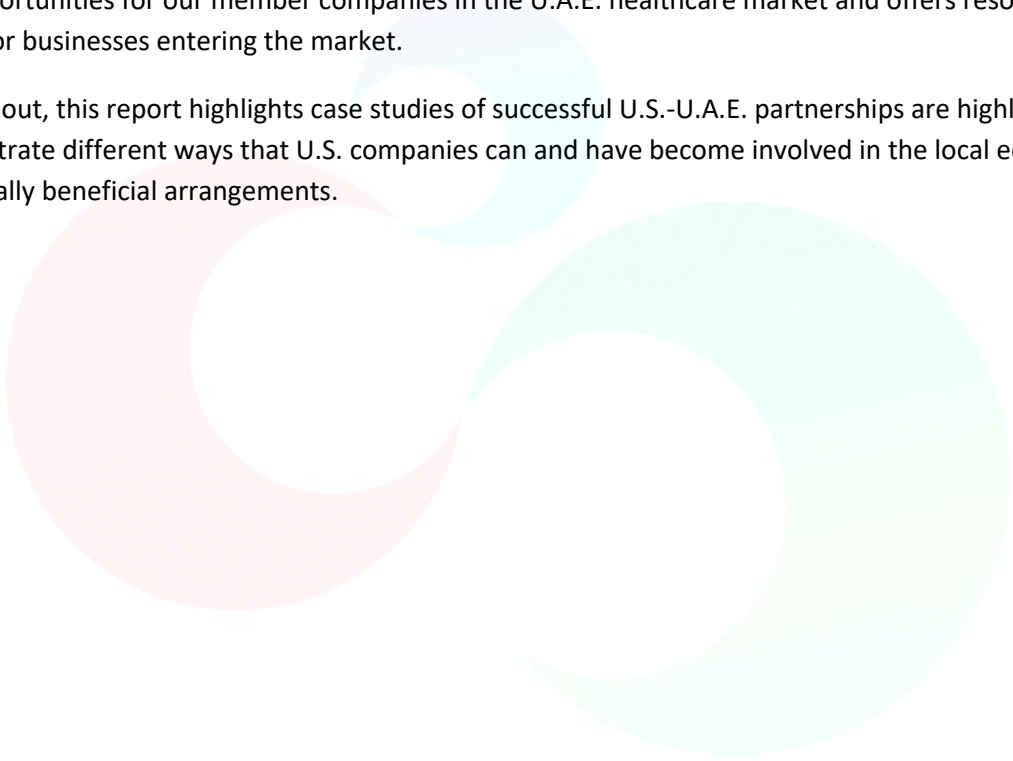 ortunities for our member companies in the U.A.E. healthcare market and offers reso
or businesses entering the market.
out, this report highlights case studies of successful U.S.-U.A.E. partnerships are highl
trate different ways that U.S. companies can and have become involved in the local e
ally beneficial arrangements.